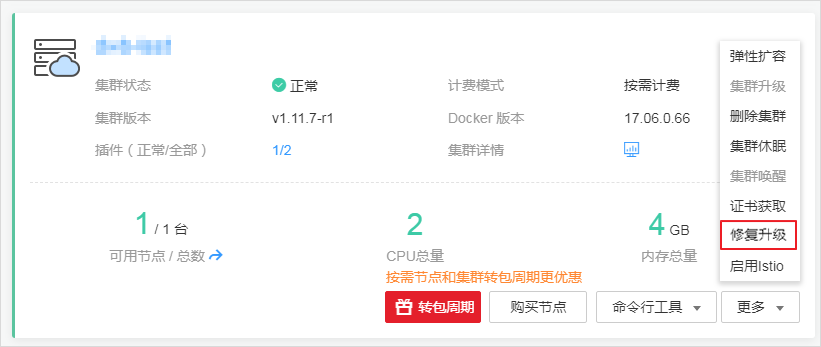 集群状态 正常 计费模式 按需计费
集群版本 v1.11.7-r1 Docker 版本 17.06.0.66
插件（正常/全部） 1/2 集群详情
1 / 1 台 2 4 GB
可用节点 / 总数 CPU总量 内存总量
按需节点和集群转包周期更优惠
转包周期 购买节点 命令行工具 更多
弹性扩容
集群升级
删除集群
集群休眠
集群唤醒
证书获取
修复升级
启用Istio